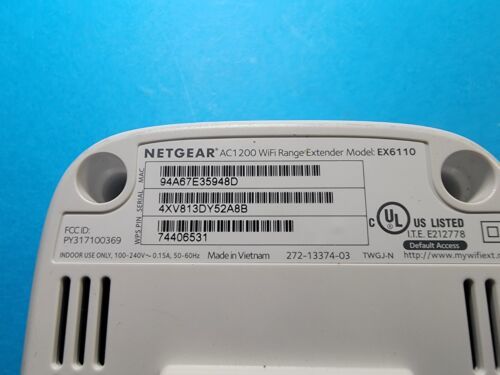 NETGEAR® AC1200 WiFi Range Extender Model: EX6110
MAC
94A67E35948D
SERIAL
4XV813DY52A8B
WPS PIN
74406531
FCC ID:
PY317100369
C UL US LISTED
I.T.E. E212778
Default Access
INDOOR USE ONLY, 100-240V~ 0.15A, 50-60Hz Made in Vietnam 272-13374-03 TWGJ-N http://www.mywifiext.